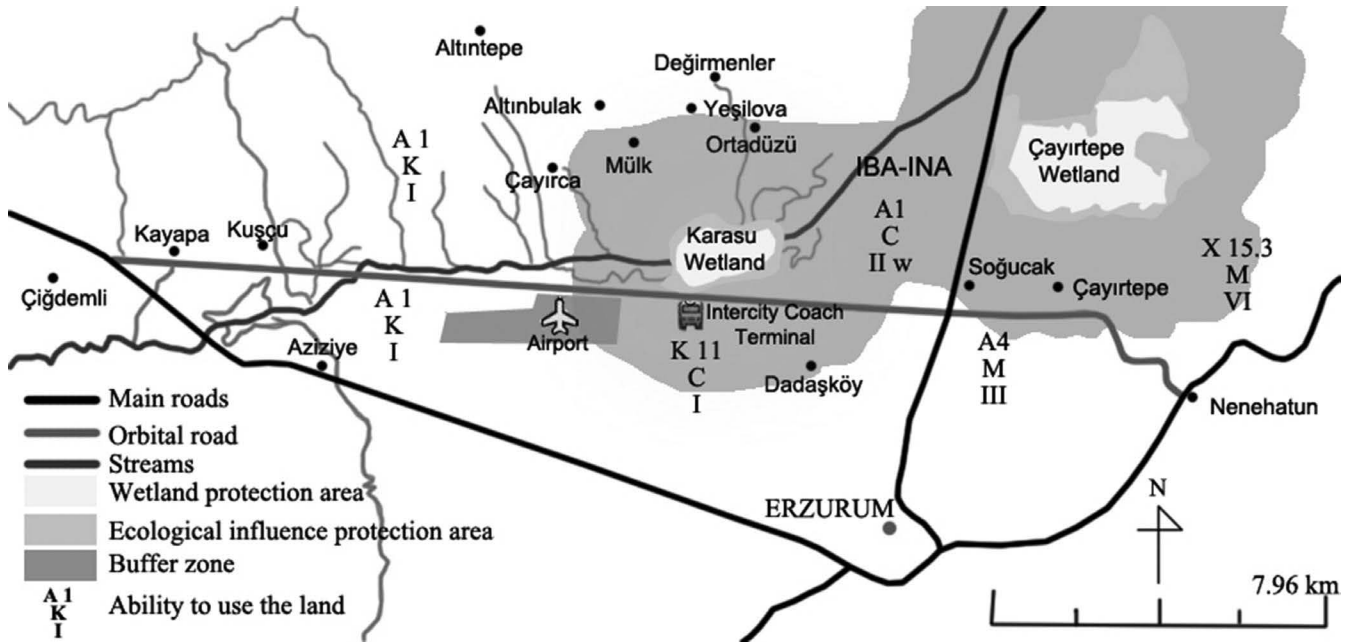 Altıntepe
Değirmenler
Altınbulak
Yeşilova
Ortadüzü
A 1
K
I
Mülk
Çayırca
IBA-INA
Çayırtepe
Wetland
A1
C
II w
Kayapa
Kuşçu
Karasu
Wetland
X 15.3
M
VI
Çiğdemli
Soğucak
Çayırtepe
A 1
K
I
Airport
Intercity Coach
Terminal
K 11
C
I
Dadaşköy
A4
M
III
Aziziye
Nenehatun
Main roads
Orbital road
Streams
Wetland protection area
Ecological influence protection area
Buffer zone
A 1
K
I
Ability to use the land
ERZURUM
N
7.96 km